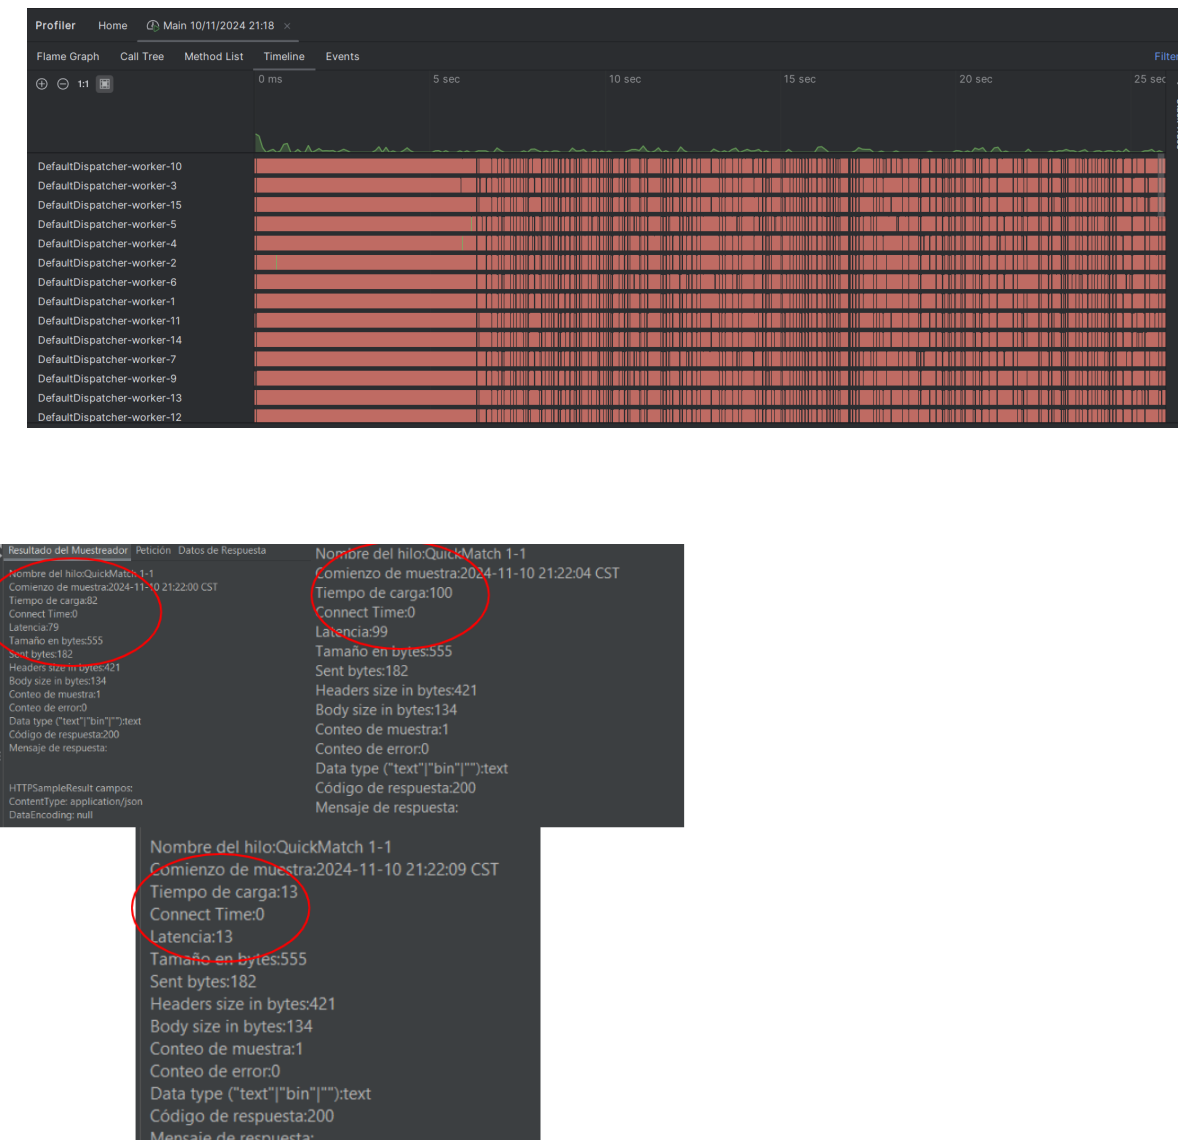 Profiler Home Main 10/11/2024 21:18 ×
Flame Graph Call Tree Method List Timeline Events Filter
1:1 0 ms 5 sec 10 sec 15 sec 20 sec 25 sec
DefaultDispatcher-worker-10
DefaultDispatcher-worker-3
DefaultDispatcher-worker-15
DefaultDispatcher-worker-5
DefaultDispatcher-worker-4
DefaultDispatcher-worker-2
DefaultDispatcher-worker-6
DefaultDispatcher-worker-1
DefaultDispatcher-worker-11
DefaultDispatcher-worker-14
DefaultDispatcher-worker-7
DefaultDispatcher-worker-9
DefaultDispatcher-worker-13
DefaultDispatcher-worker-12
Resultado del Muestreador Petición Datos de Respuesta
Nombre del hilo:QuickMatch 1-1
Comienzo de muestra:2024-11-10 21:22:00 CST
Tiempo de carga:82
Connect Time:0
Latencia:79
Tamaño en bytes:555
Sent bytes:182
Headers size in bytes:421
Body size in bytes:134
Conteo de muestra:1
Conteo de error:0
Data type ("text"|"bin"|""):text
Código de respuesta:200
Mensaje de respuesta:
HTTPSampleResult campos:
ContentType: application/json
DataEncoding: null
Nombre del hilo:QuickMatch 1-1
Comienzo de muestra:2024-11-10 21:22:04 CST
Tiempo de carga:100
Connect Time:0
Latencia:99
Tamaño en bytes:555
Sent bytes:182
Headers size in bytes:421
Body size in bytes:134
Conteo de muestra:1
Conteo de error:0
Data type ("text"|"bin"|""):text
Código de respuesta:200
Mensaje de respuesta:
Nombre del hilo:QuickMatch 1-1
Comienzo de muestra:2024-11-10 21:22:09 CST
Tiempo de carga:13
Connect Time:0
Latencia:13
Tamaño en bytes:555
Sent bytes:182
Headers size in bytes:421
Body size in bytes:134
Conteo de muestra:1
Conteo de error:0
Data type ("text"|"bin"|""):text
Código de respuesta:200
Mensaje de respuesta: